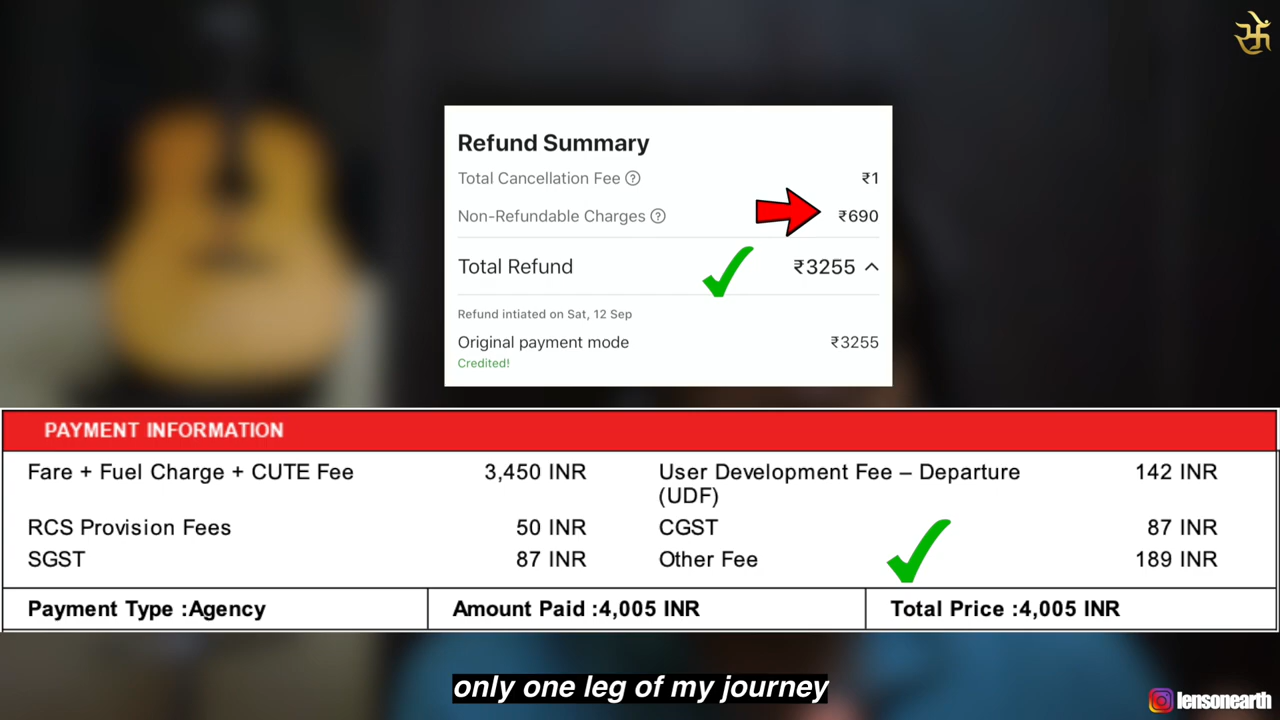 Refund Summary
Total Cancellation Fee ? ₹1
Non-Refundable Charges ? ₹690
Total Refund ₹3255
Refund intiated on Sat, 12 Sep
Original payment mode ₹3255
Credited!
PAYMENT INFORMATION
Fare + Fuel Charge + CUTE Fee 3,450 INR User Development Fee – Departure 142 INR
(UDF)
RCS Provision Fees 50 INR CGST 87 INR
SGST 87 INR Other Fee 189 INR
Payment Type :Agency Amount Paid :4,005 INR Total Price :4,005 INR
only one leg of my journey
lensonearth